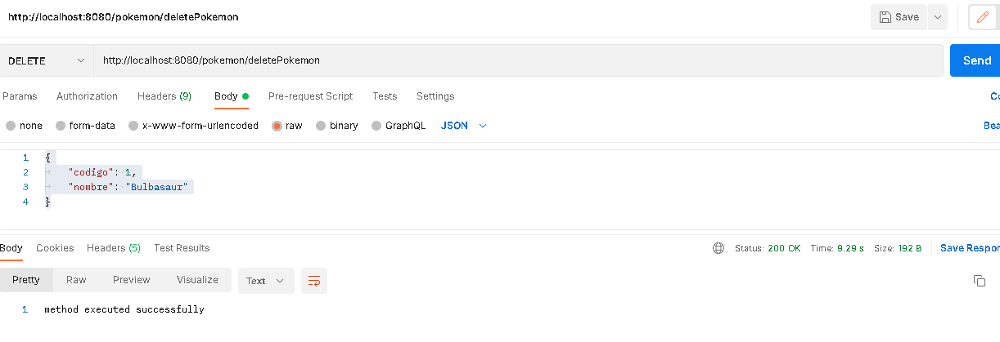 http://localhost:8080/pokemon/deletePokemon
Save
DELETE http://localhost:8080/pokemon/deletePokemon Send
Params Authorization Headers (9) Body Pre-request Script Tests Settings Co
none form-data x-www-form-urlencoded raw binary GraphQL JSON Bea
1 {
2 "codigo": 1,
3 "nombre": "Bulbasaur"
4 }
Body Cookies Headers (5) Test Results Status: 200 OK Time: 9.29 s Size: 192 B Save Respor
Pretty Raw Preview Visualize Text
1 method executed successfully